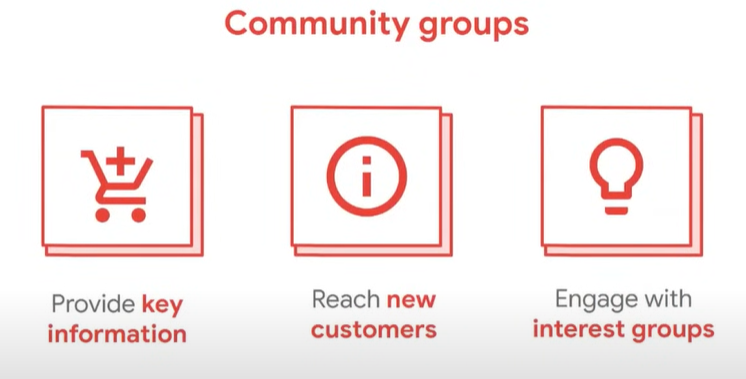 Community groups
Provide key
information
Reach new
customers
Engage with
interest groups